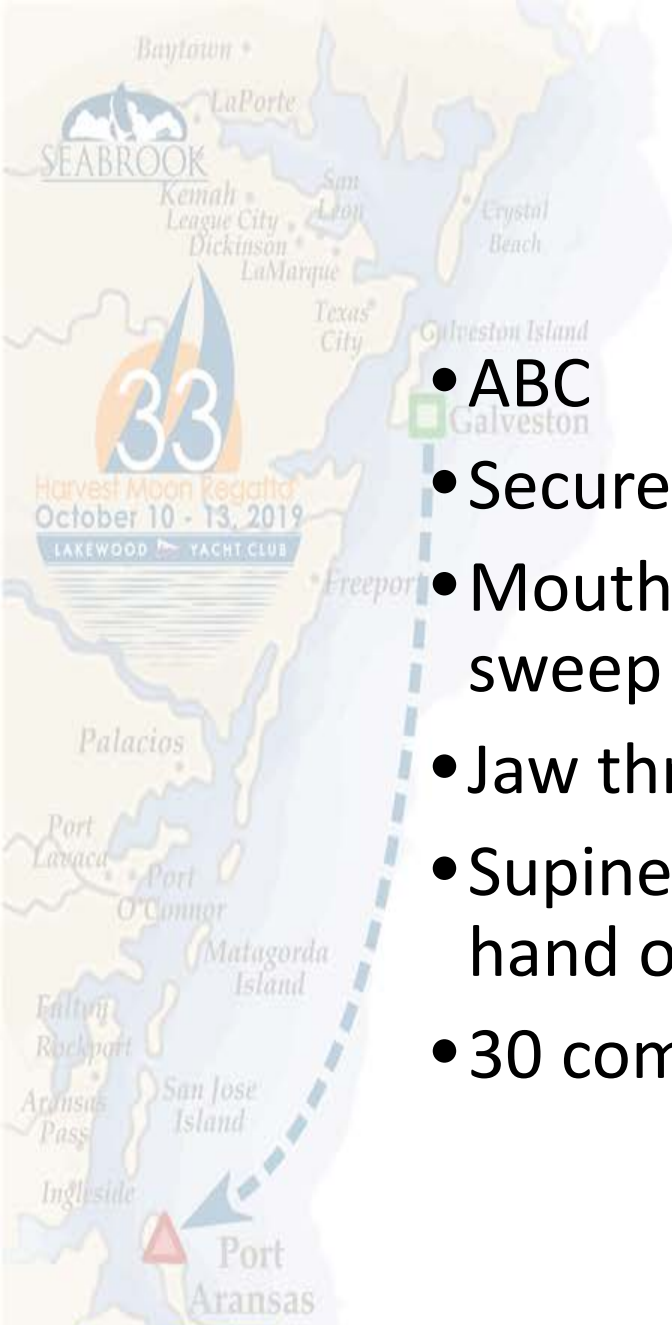 Baytown
LaPorte
SEABROOK
Kemah
San
Leon
League City
Crystal
Beach
Dickinson
LaMarque
Texas
City
Galveston Island
• ABC
Galveston
33
Harvest Moon Regatta
October 10 - 13, 2019
LAKEWOOD YACHT CLUB
• Secure
Freepor
• Mouth
sweep
Palacios
• Jaw thr
Port
Lavaca
Port
O'Connor
• Supine
hand o
Matagorda
Island
Fulton
Rockport
• 30 com
Aransas
Pass
San Jose
Island
Ingleside
Port
Aransas